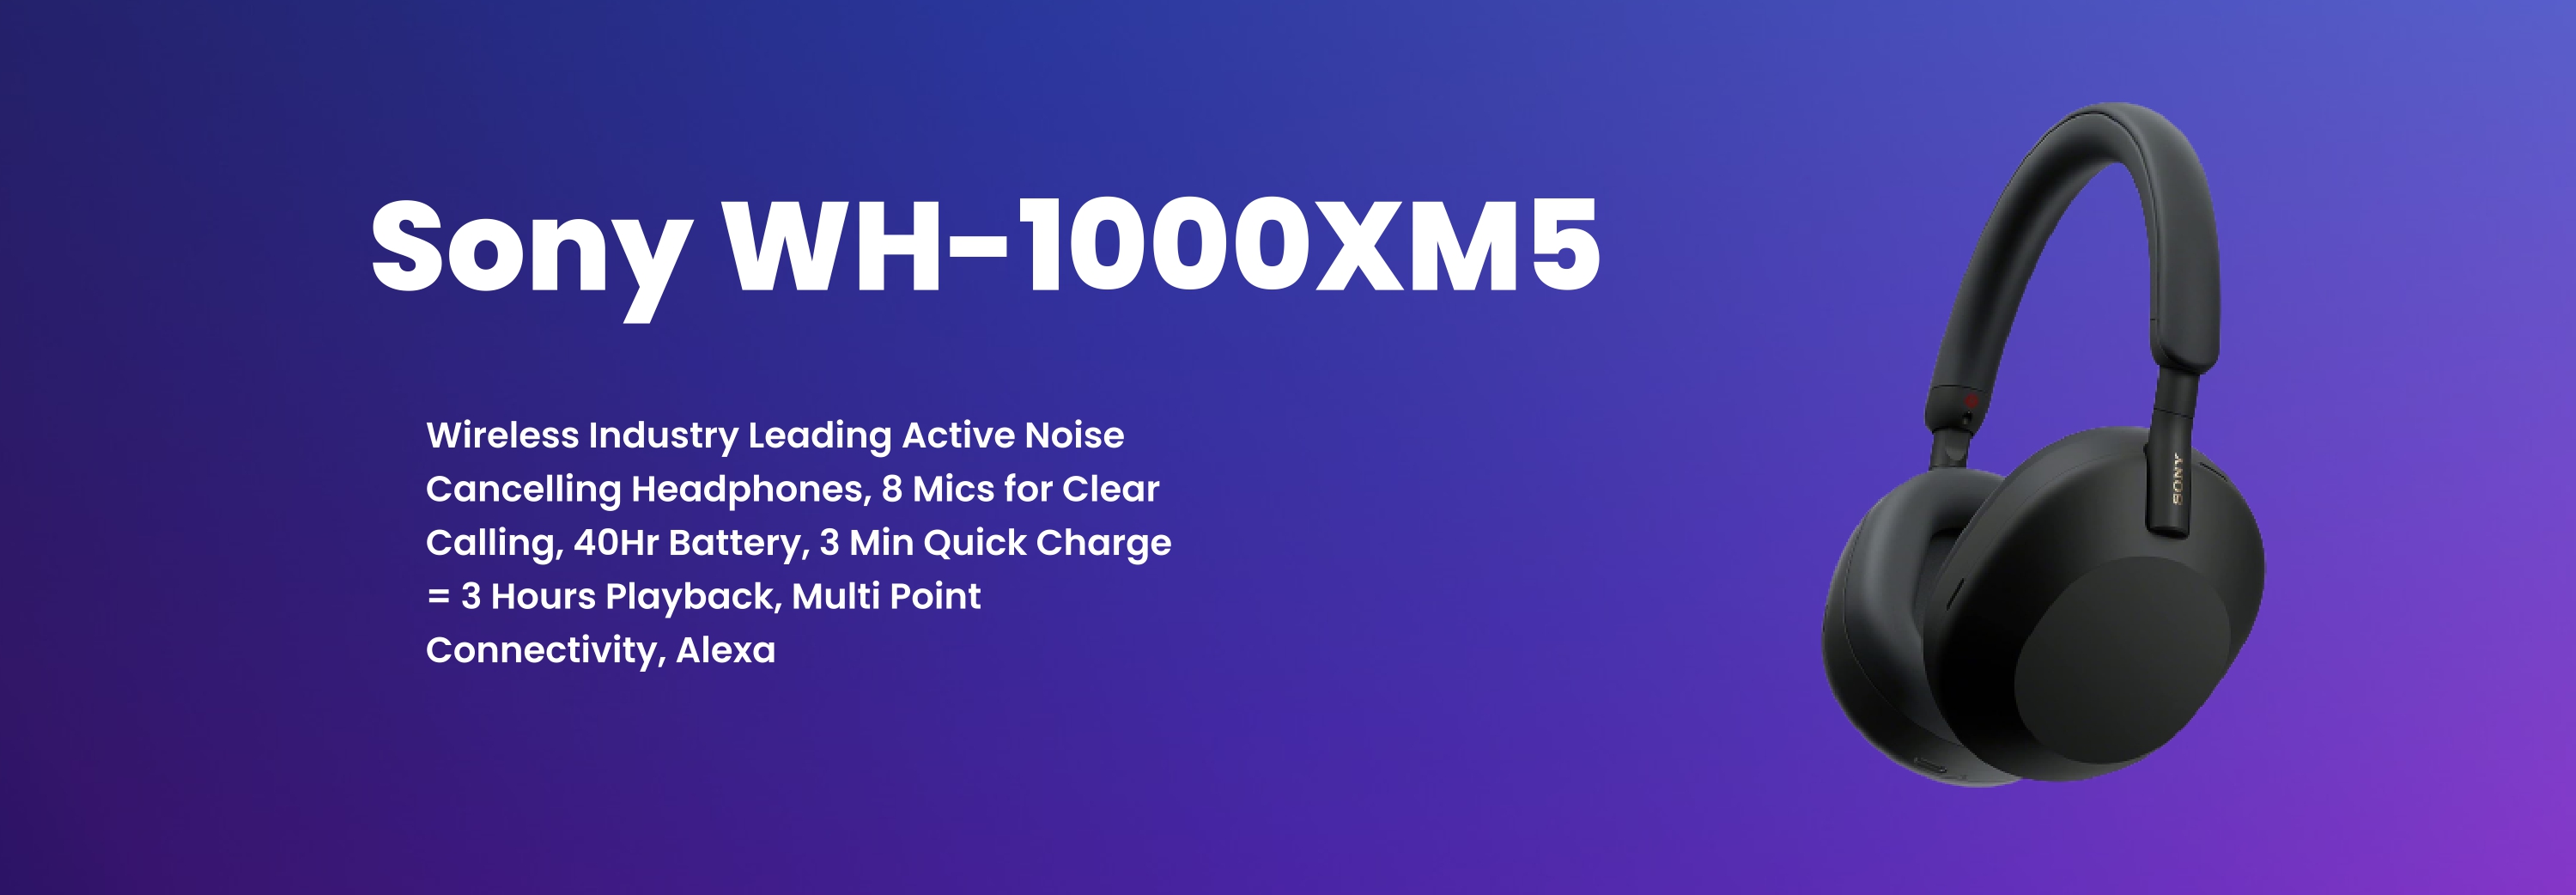 Sony WH-1000XM5
Wireless Industry Leading Active Noise
Cancelling Headphones, 8 Mics for Clear
Calling, 40Hr Battery, 3 Min Quick Charge
= 3 Hours Playback, Multi Point
Connectivity, Alexa
SONY